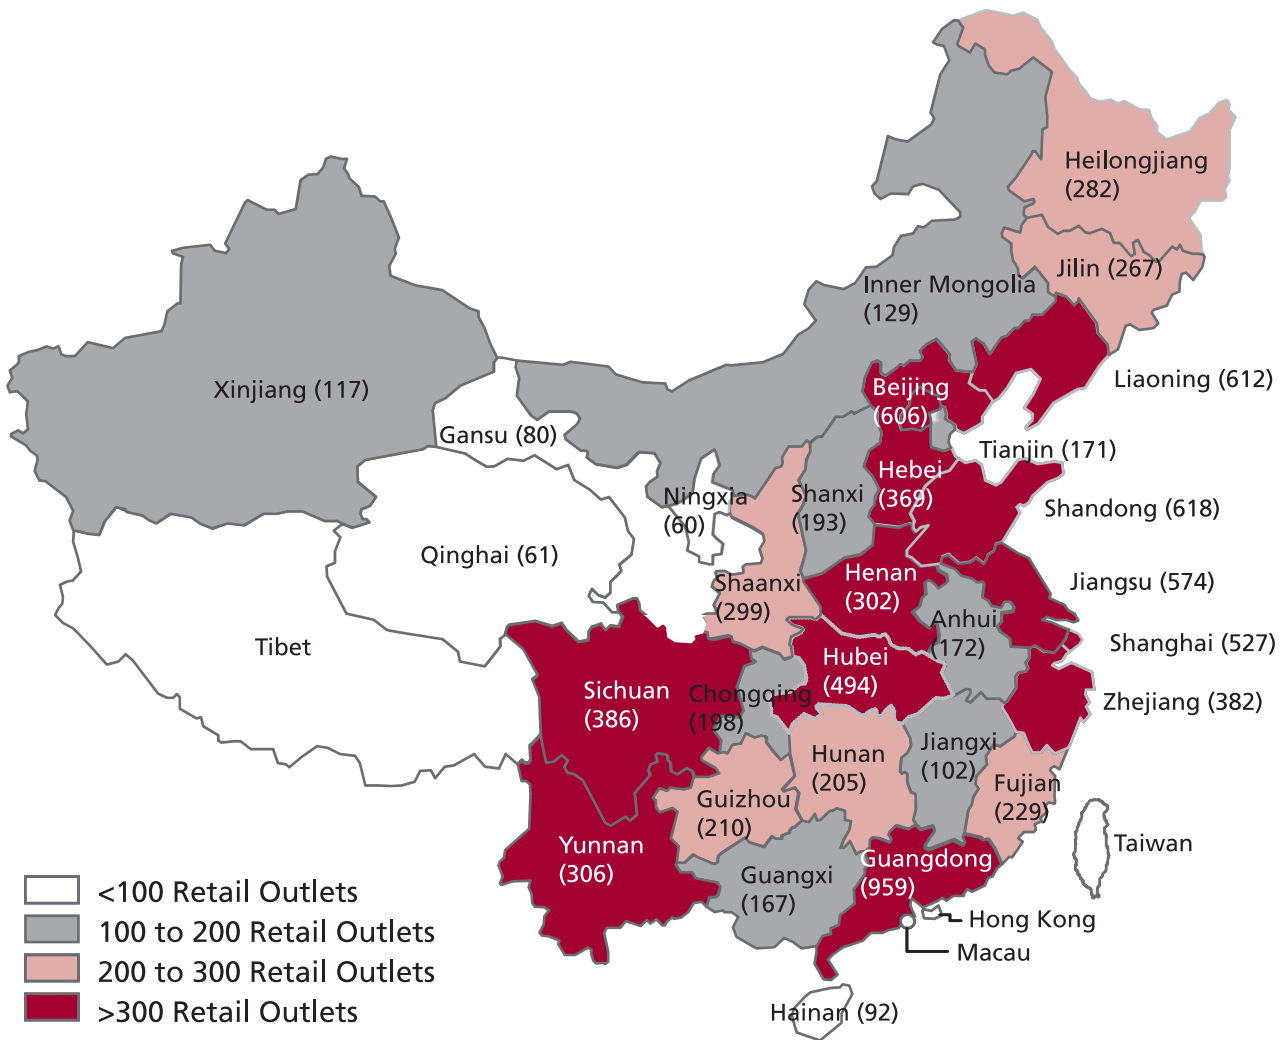 Heilongjiang
(282)
Jilin (267)
Inner Mongolia
(129)
Liaoning (612)
Xinjiang (117)
Beijing
(606)
Gansu (80)
Tianjin (171)
Hebei
(369)
Ningxia
(60)
Shanxi
(193)
Shandong (618)
Qinghai (61)
Shaanxi
(299)
Henan
(302)
Jiangsu (574)
Anhui
(172)
Tibet
Shanghai (527)
Hubei
(494)
Sichuan
(386)
Chongqing
(198)
Zhejiang (382)
Hunan
(205)
Jiangxi
(102)
Fujian
(229)
Guizhou
(210)
Yunnan
(306)
Taiwan
Guangdong
(959)
Guangxi
(167)
Hong Kong
Macau
Hainan (92)
<100 Retail Outlets
100 to 200 Retail Outlets
200 to 300 Retail Outlets
>300 Retail Outlets